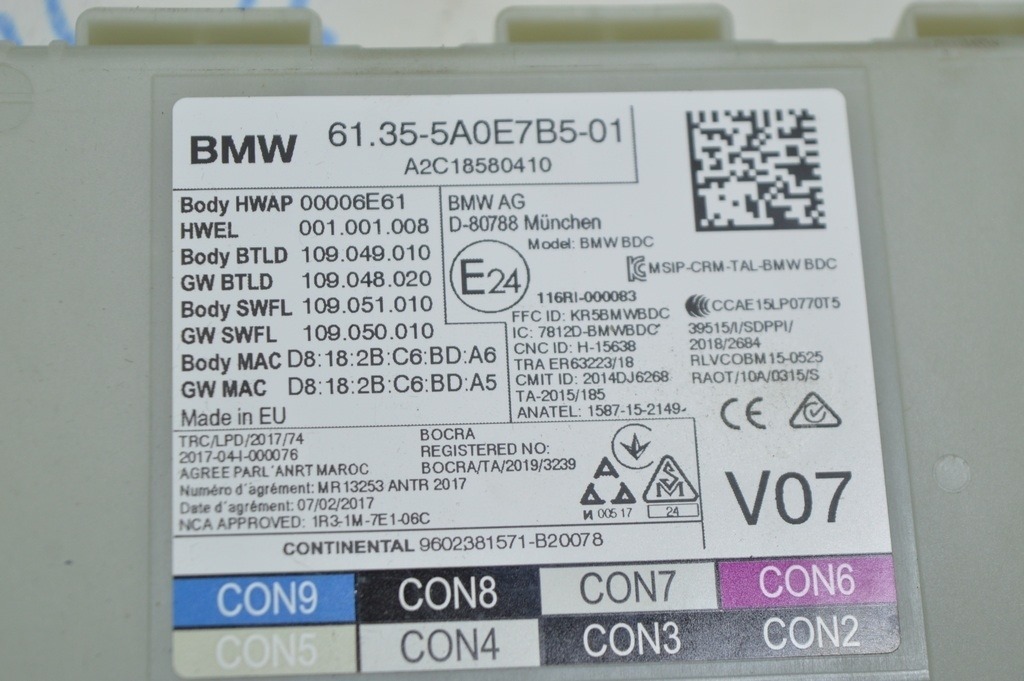 BMW 61.35-5A0E7B5-01
A2C18580410
Body HWAP 00006E61
HWEL 001.001.008
Body BTLD 109.049.010
GW BTLD 109.048.020
Body SWFL 109.051.010
GW SWFL 109.050.010
Body MAC D8:18:2B:C6:BD:A6
GW MAC D8:18:2B:C6:BD:A5
Made in EU
BMW AG
D-80788 München
Model: BMW BDC
E24
MSIP-CRM-TAL-BMW BDC
116RI-000083
FFC ID: KR5BMWBDC
IC: 7812D-BMWBDC
CNC ID: H-15638
TRA ER63223/18
CMIT ID: 2014DJ6268
TA-2015/185
ANATEL: 1587-15-2149
CCAE15LP0770T5
39515/I/SDPPI/
2018/2684
RLVCOBM15-0525
RAOT/10A/0315/S
CE
TRC/LPD/2017/74
2017-04-I-000076
AGREE PARL'ANRT MAROC
Numéro d'agrément: MR13253 ANTR 2017
Date d'agrément: 07/02/2017
NCA APPROVED: 1R3-1M-7E1-06C
BOCRA
REGISTERED NO:
BOCRA/TA/2019/3239
И 005 17
24
V07
CONTINENTAL 9602381571-B20078
CON9 CON8 CON7 CON6
CON5 CON4 CON3 CON2